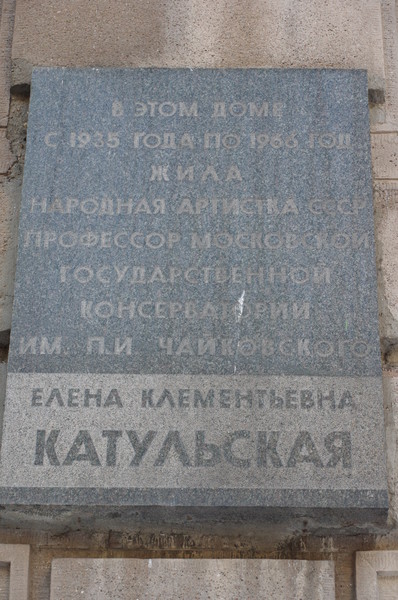 В ЭТОМ ДОМЕ
С 1935 ГОДА ПО 1966 ГОД
ЖИЛА
НАРОДНАЯ АРТИСТКА СССР
ПРОФЕССОР МОСКОВСКОЙ
ГОСУДАРСТВЕННОЙ
КОНСЕРВАТОРИИ
ИМ. П.И ЧАЙКОВСКОГО
ЕЛЕНА КЛЕМЕНТЬЕВНА
КАТУЛЬСКАЯ